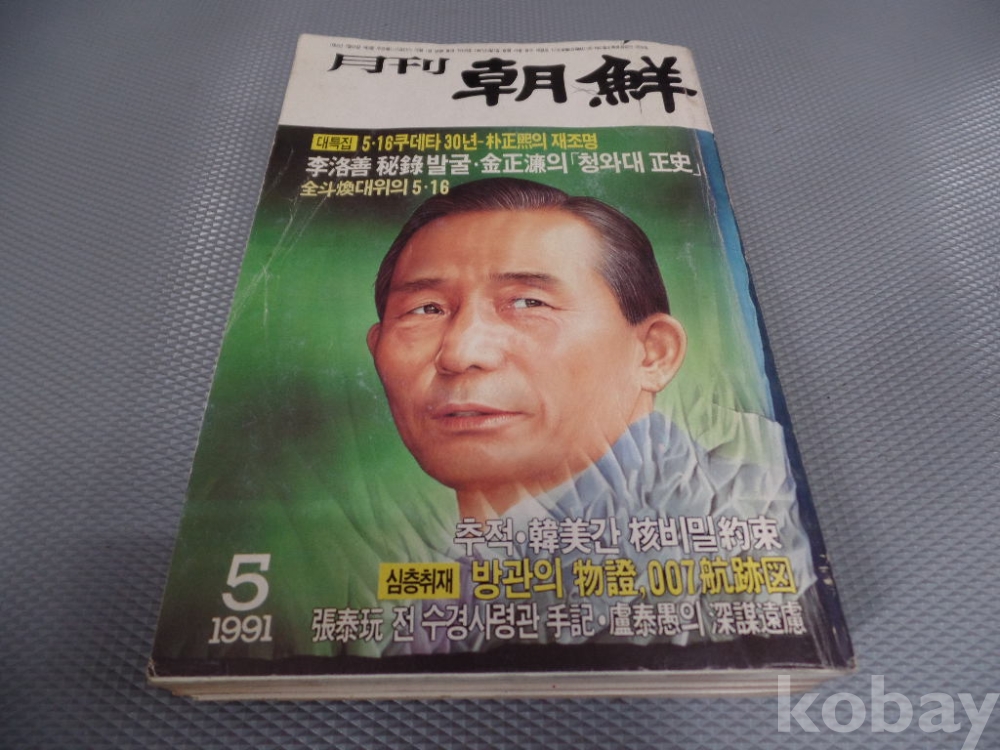 月刊 朝鮮
대특집 5·16쿠데타 30년-朴正熙의 재조명
李洛善 秘錄 발굴·金正濂의 「청와대 正史」
全斗煥대위의 5·16
추적·韓美간 核비밀約束
심층취재 방관의 物證, 007航跡図
張泰玩 전 수경사령관 手記·盧泰愚의 深謀遠慮
5
1991
kobay